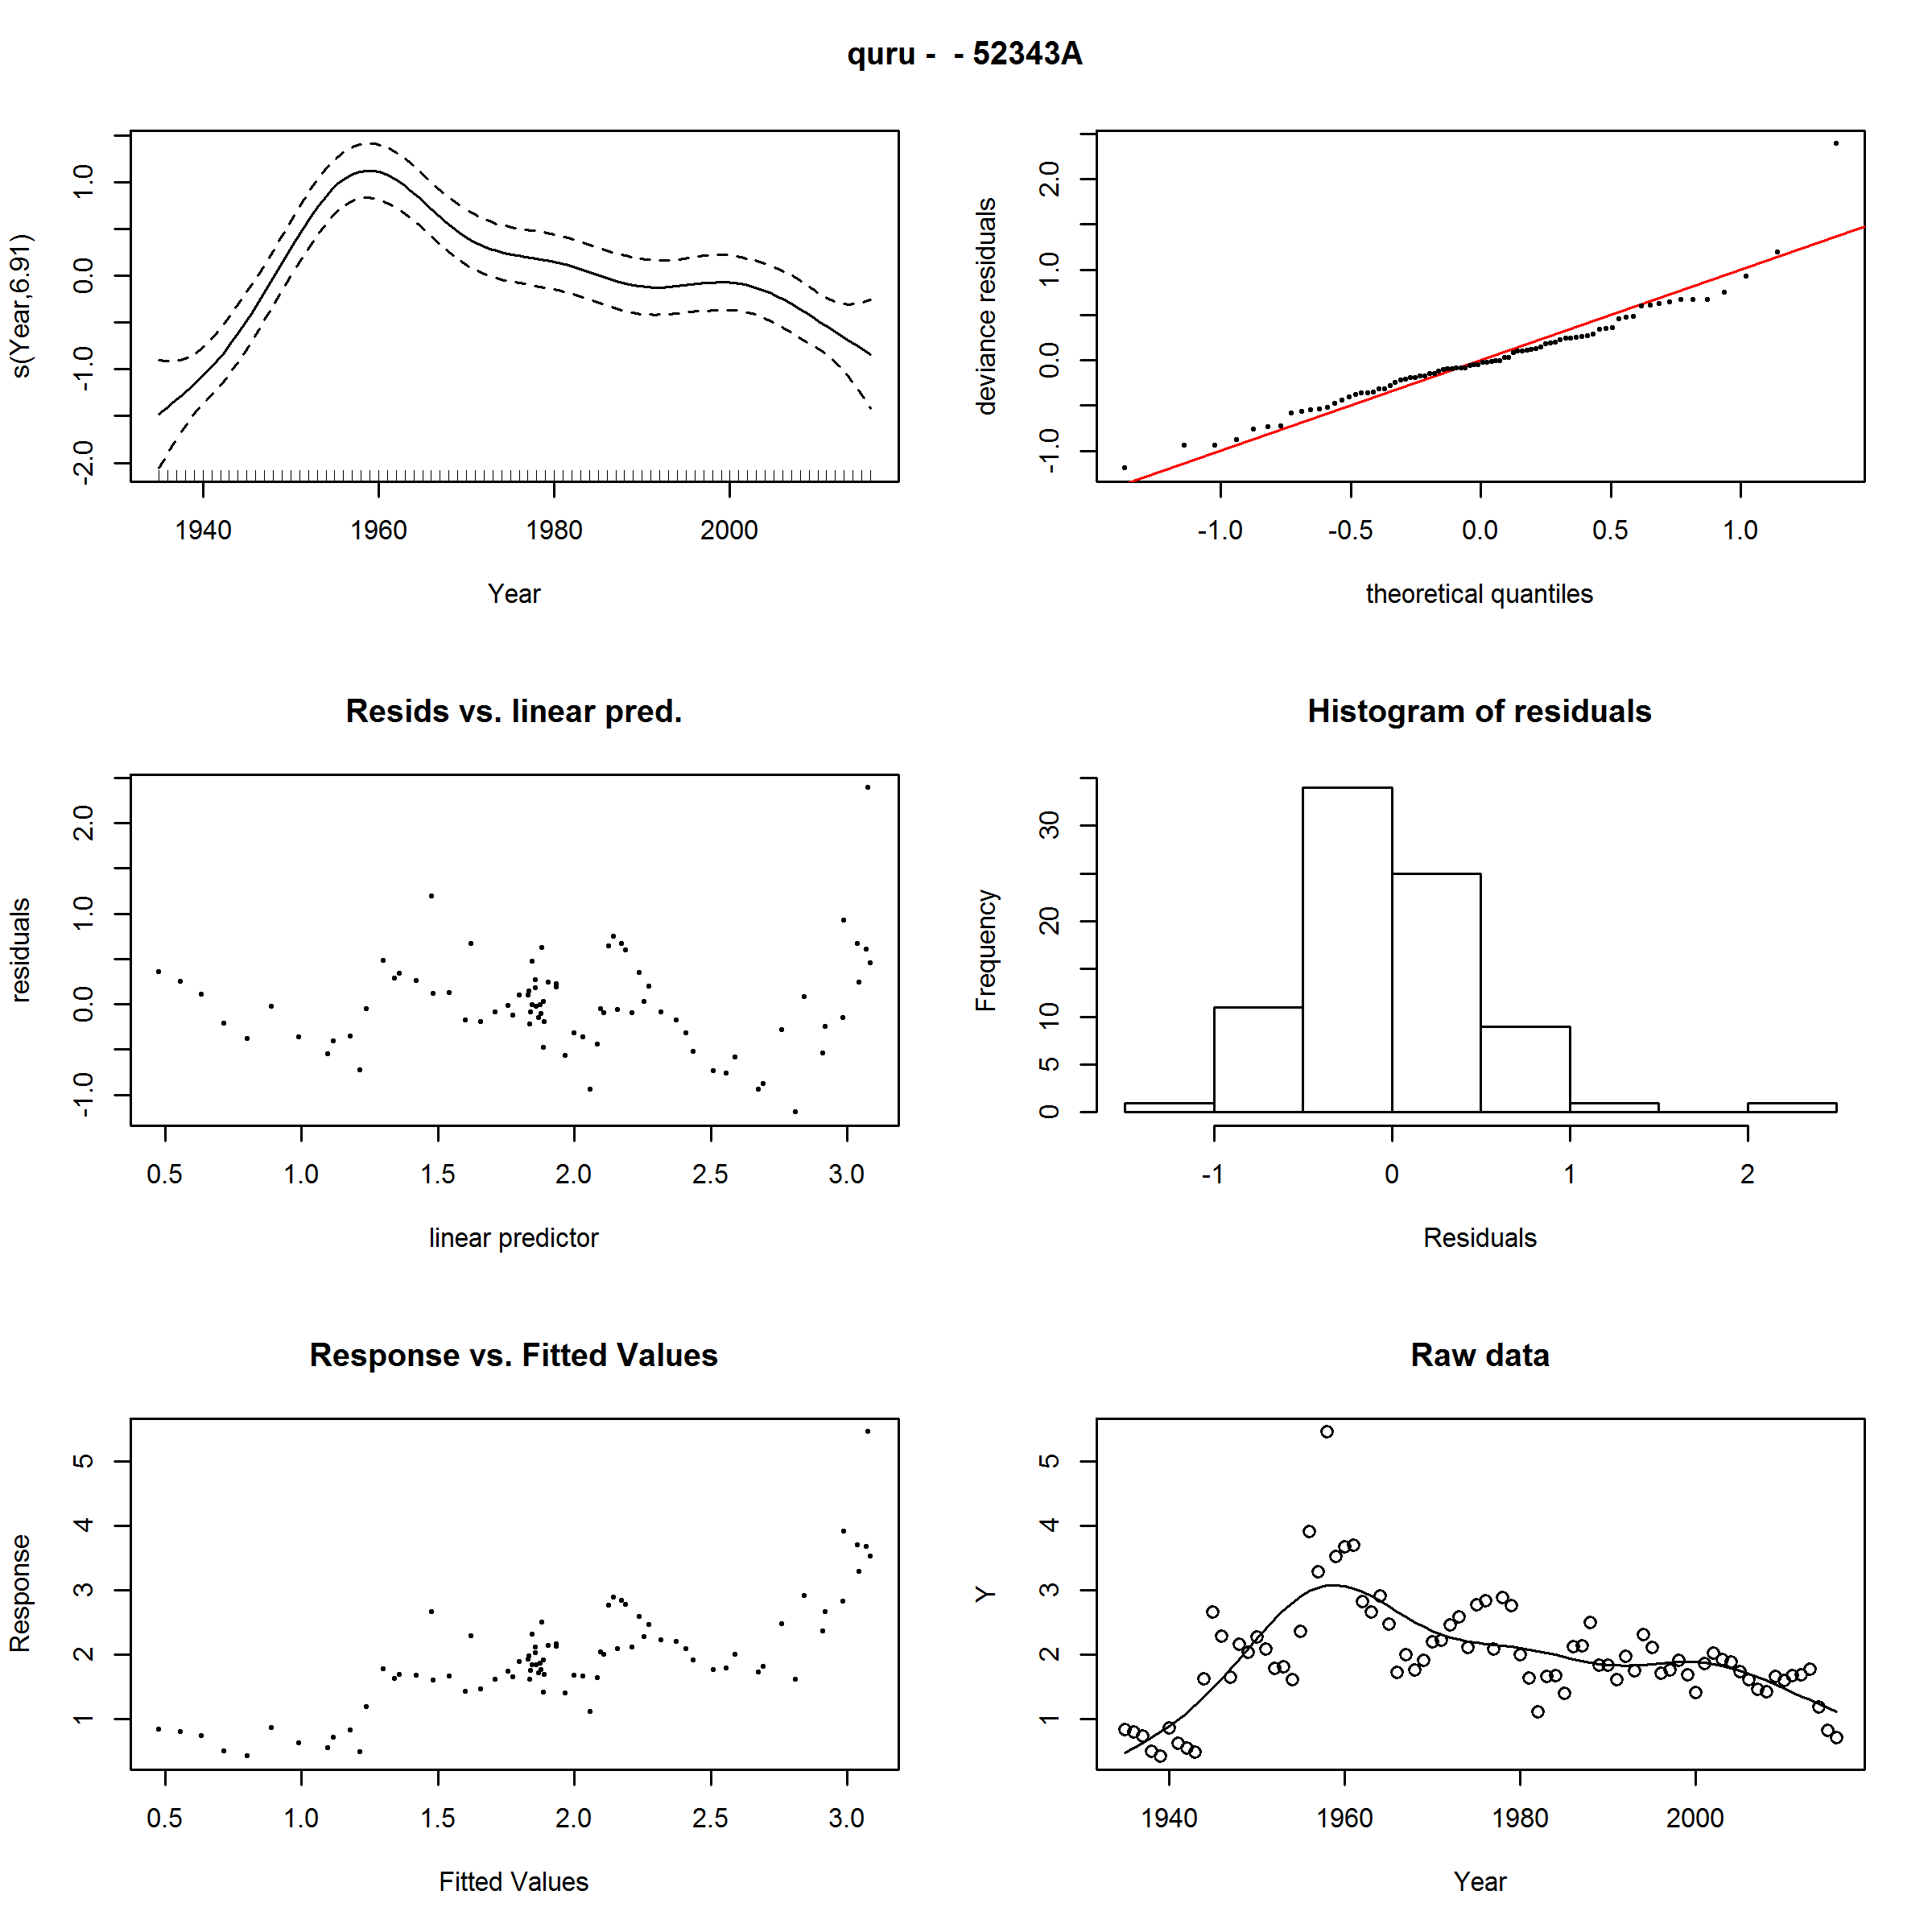 quru -  - 52343A
s(Year,6.91)
-2.0 -1.0 0.0 1.0
1940 1960 1980 2000
Year
deviance residuals
-1.0 0.0 1.0 2.0
-1.0 -0.5 0.0 0.5 1.0
theoretical quantiles
Resids vs. linear pred.
residuals
-1.0 0.0 1.0 2.0
0.5 1.0 1.5 2.0 2.5 3.0
linear predictor
Histogram of residuals
Frequency
0 5 10 20 30
-1 0 1 2
Residuals
Response vs. Fitted Values
Response
1 2 3 4 5
0.5 1.0 1.5 2.0 2.5 3.0
Fitted Values
Raw data
Y
1 2 3 4 5
1940 1960 1980 2000
Year